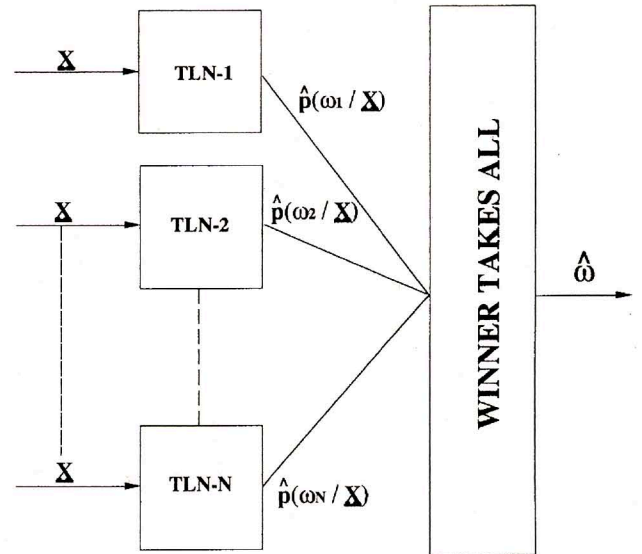 X
TLN-1
p̂(ω1 / X)
X
TLN-2
p̂(ω2 / X)
WINNER TAKES ALL
ω̂
X
TLN-N
p̂(ωN / X)